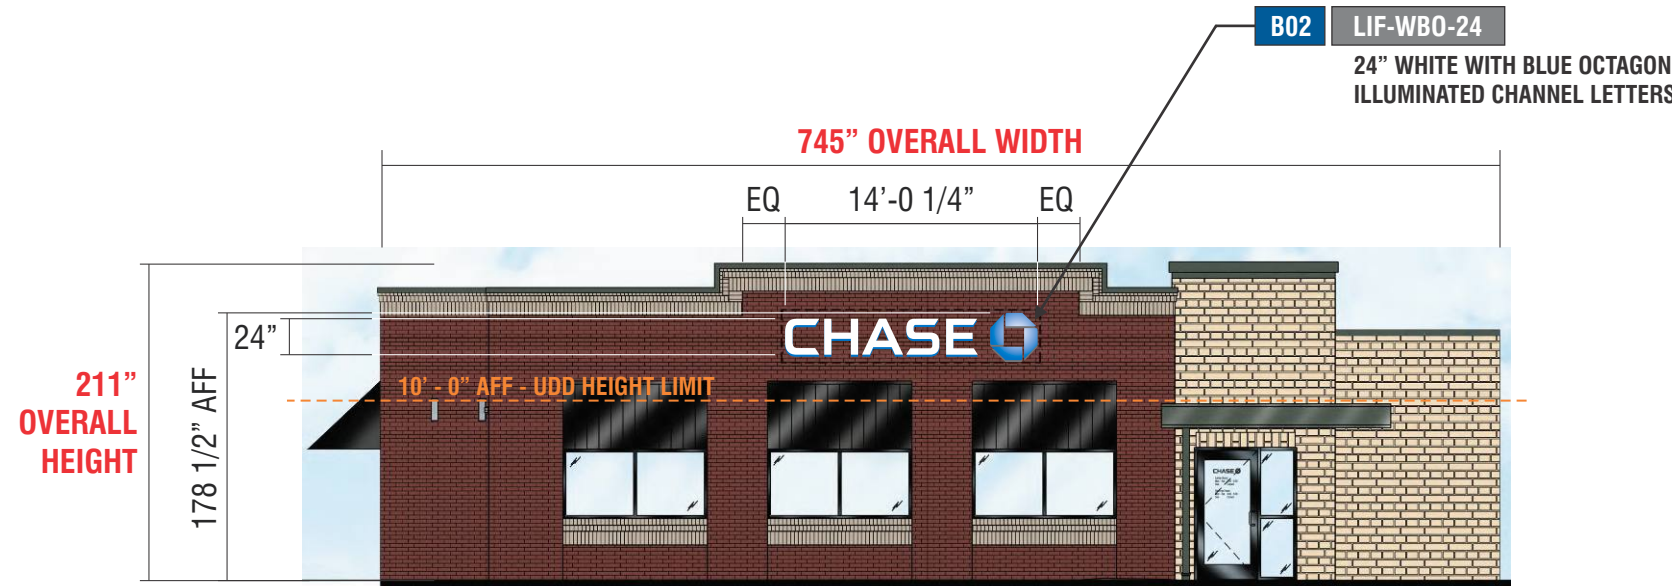 B02 LIF-WBO-24
24” WHITE WITH BLUE OCTAGON
ILLUMINATED CHANNEL LETTERS
745” OVERALL WIDTH
EQ 14’-0 1/4” EQ
24”
CHASE
10’ - 0” AFF - UDD HEIGHT LIMIT
211”
OVERALL
HEIGHT
178 1/2” AFF
CHASE